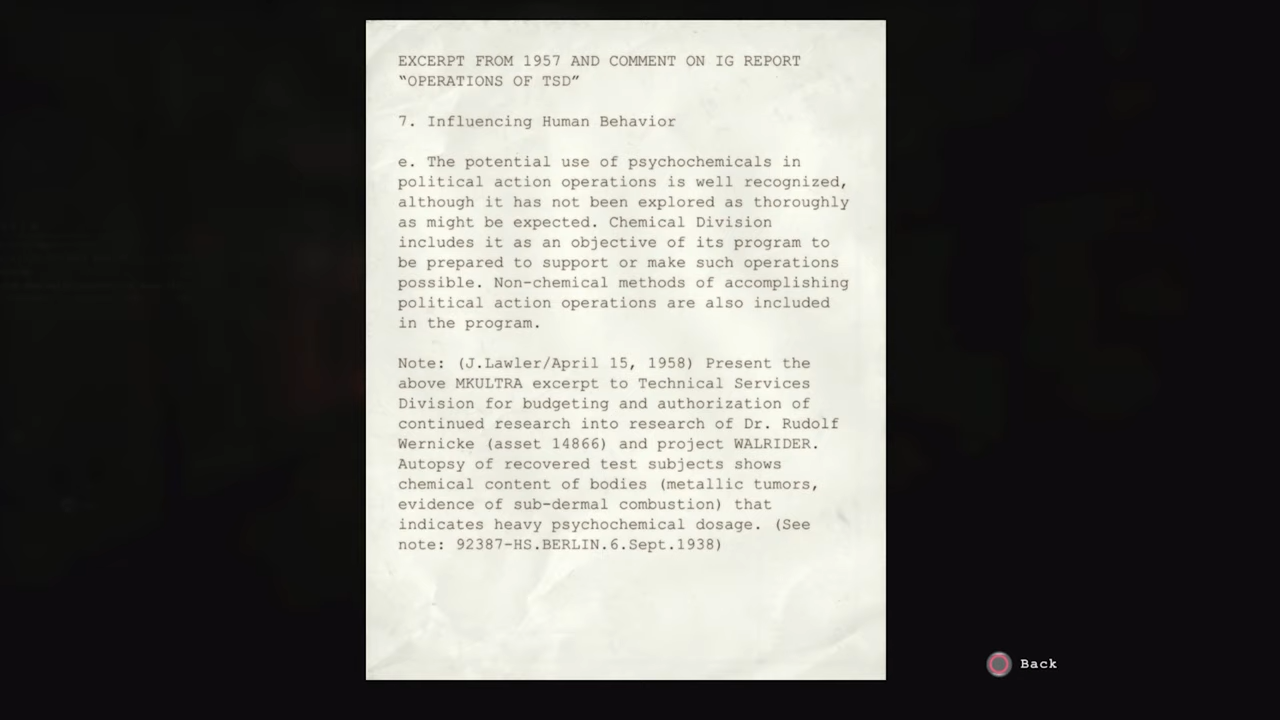 EXCERPT FROM 1957 AND COMMENT ON IG REPORT
“OPERATIONS OF TSD”
7. Influencing Human Behavior
e. The potential use of psychochemicals in
political action operations is well recognized,
although it has not been explored as thoroughly
as might be expected. Chemical Division
includes it as an objective of its program to
be prepared to support or make such operations
possible. Non-chemical methods of accomplishing
political action operations are also included
in the program.
Note: (J.Lawler/April 15, 1958) Present the
above MKULTRA excerpt to Technical Services
Division for budgeting and authorization of
continued research into research of Dr. Rudolf
Wernicke (asset 14866) and project WALRIDER.
Autopsy of recovered test subjects shows
chemical content of bodies (metallic tumors,
evidence of sub-dermal combustion) that
indicates heavy psychochemical dosage. (See
note: 92387-HS.BERLIN.6.Sept.1938)
Back